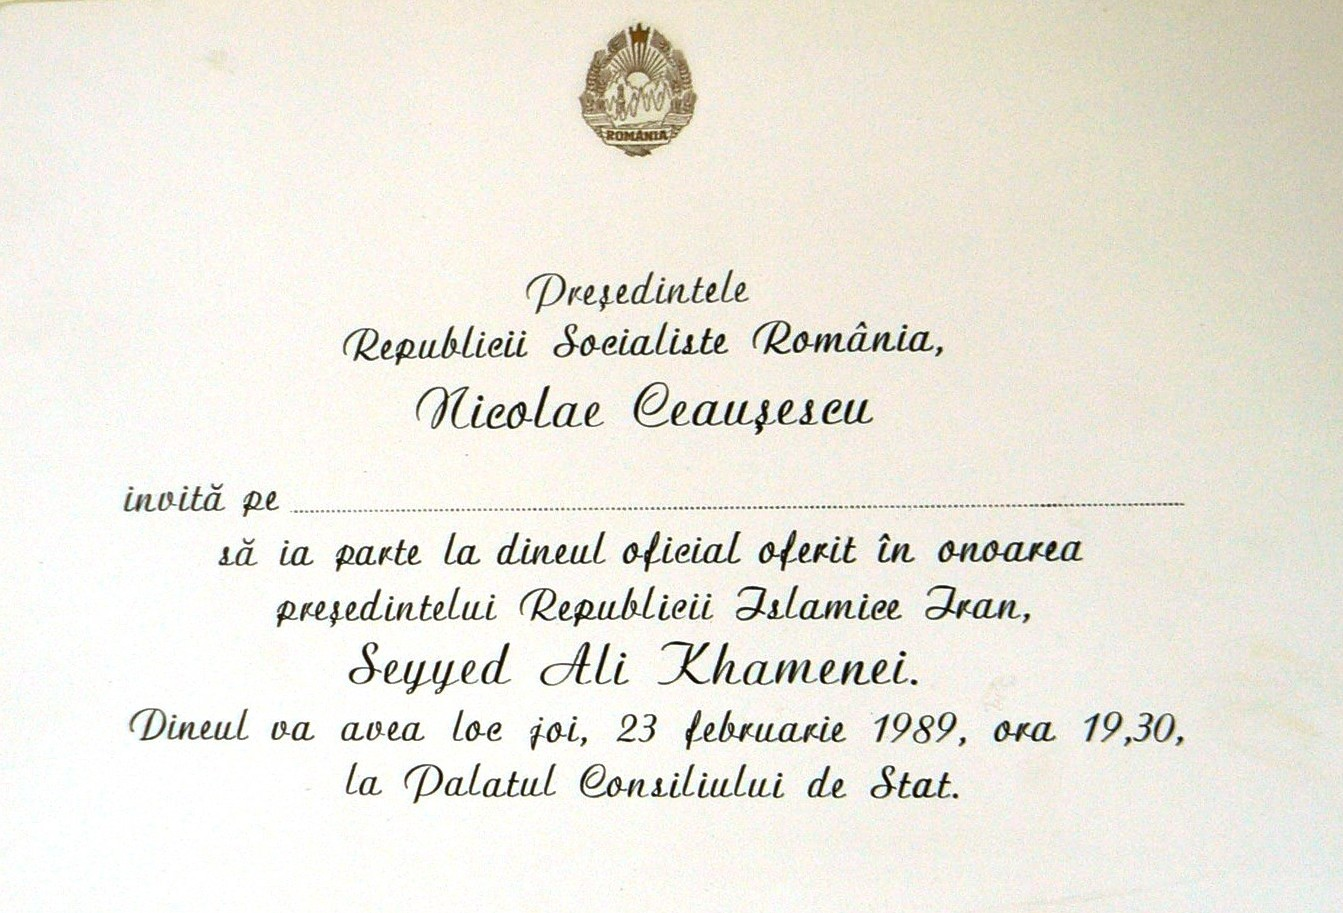 ROMÂNIA
Președintele
Republicii Socialiste România,
Nicolae Ceaușescu
invită pe
să ia parte la dineul oficial oferit în onoarea
președintelui Republicii Islamice Iran,
Seyyed Ali Khamenei.
Dineul va avea loc joi, 23 februarie 1989, ora 19,30,
la Palatul Consiliului de Stat.